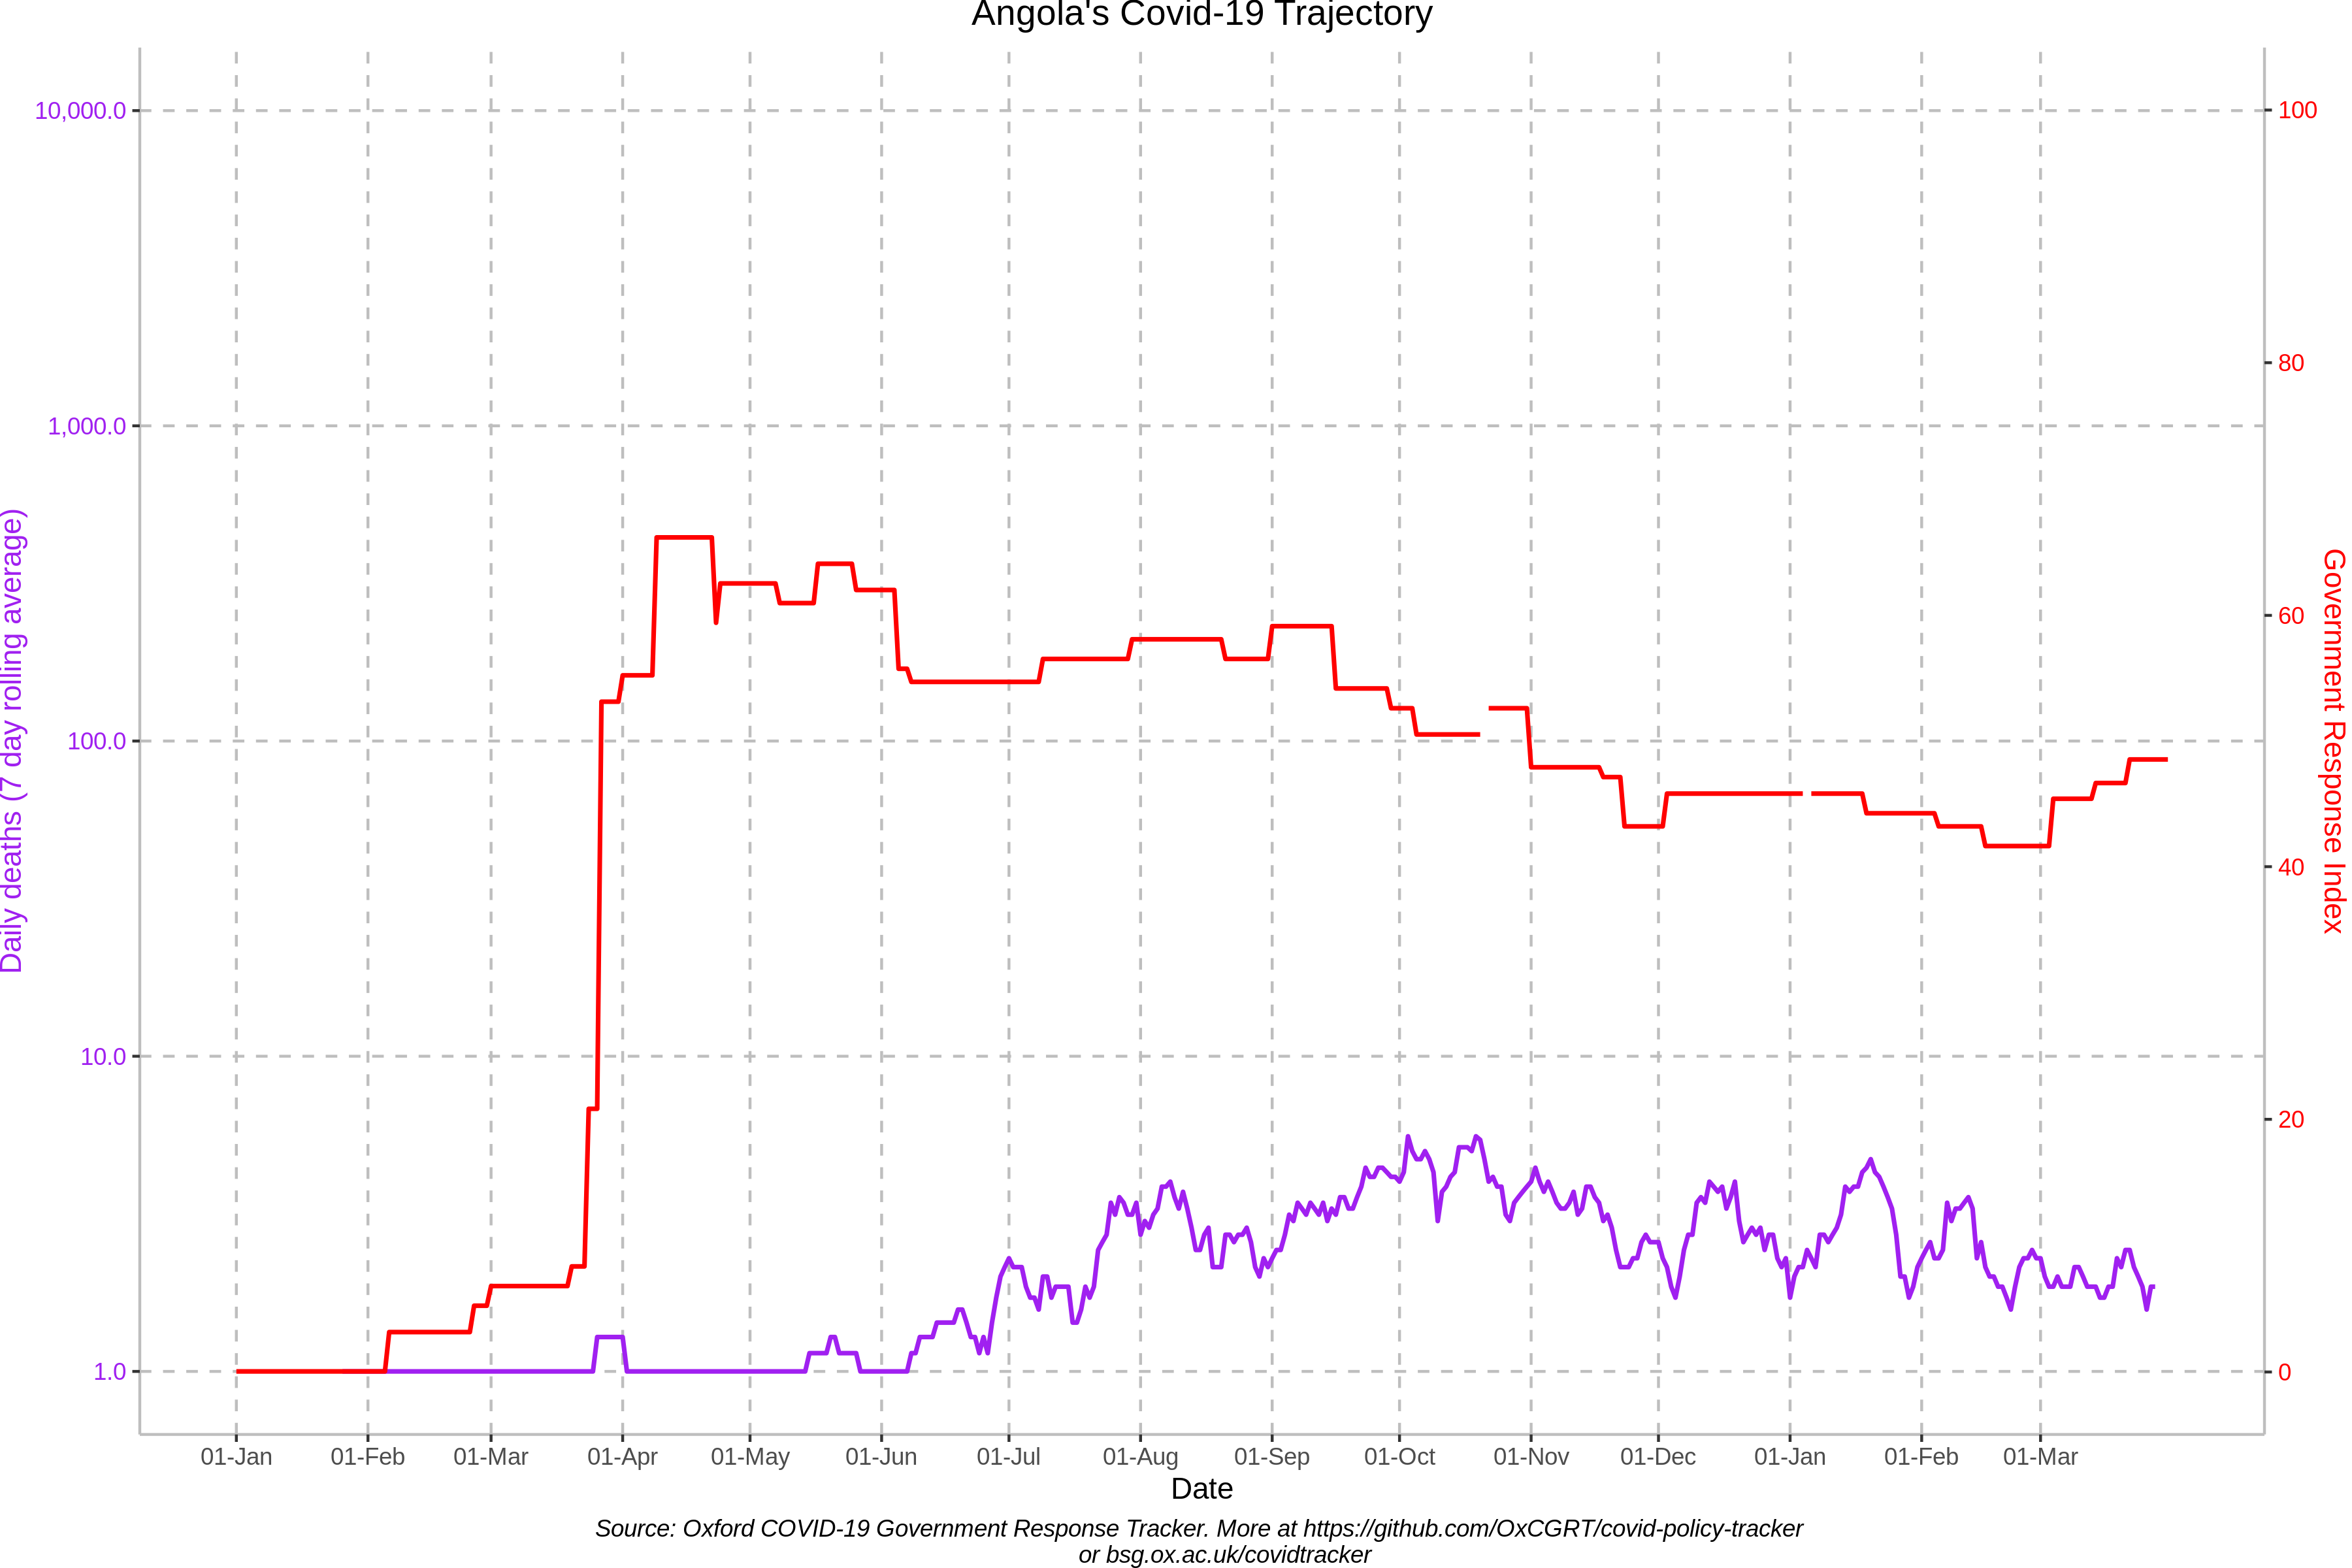 Angola's Covid-19 Trajectory
10,000.0
1,000.0
100.0
10.0
1.0
Daily deaths (7 day rolling average)
100
80
60
40
20
0
Government Response Index
01-Jan 01-Feb 01-Mar 01-Apr 01-May 01-Jun 01-Jul 01-Aug 01-Sep 01-Oct 01-Nov 01-Dec 01-Jan 01-Feb 01-Mar
Date
Source: Oxford COVID-19 Government Response Tracker. More at https://github.com/OxCGRT/covid-policy-tracker
or bsg.ox.ac.uk/covidtracker